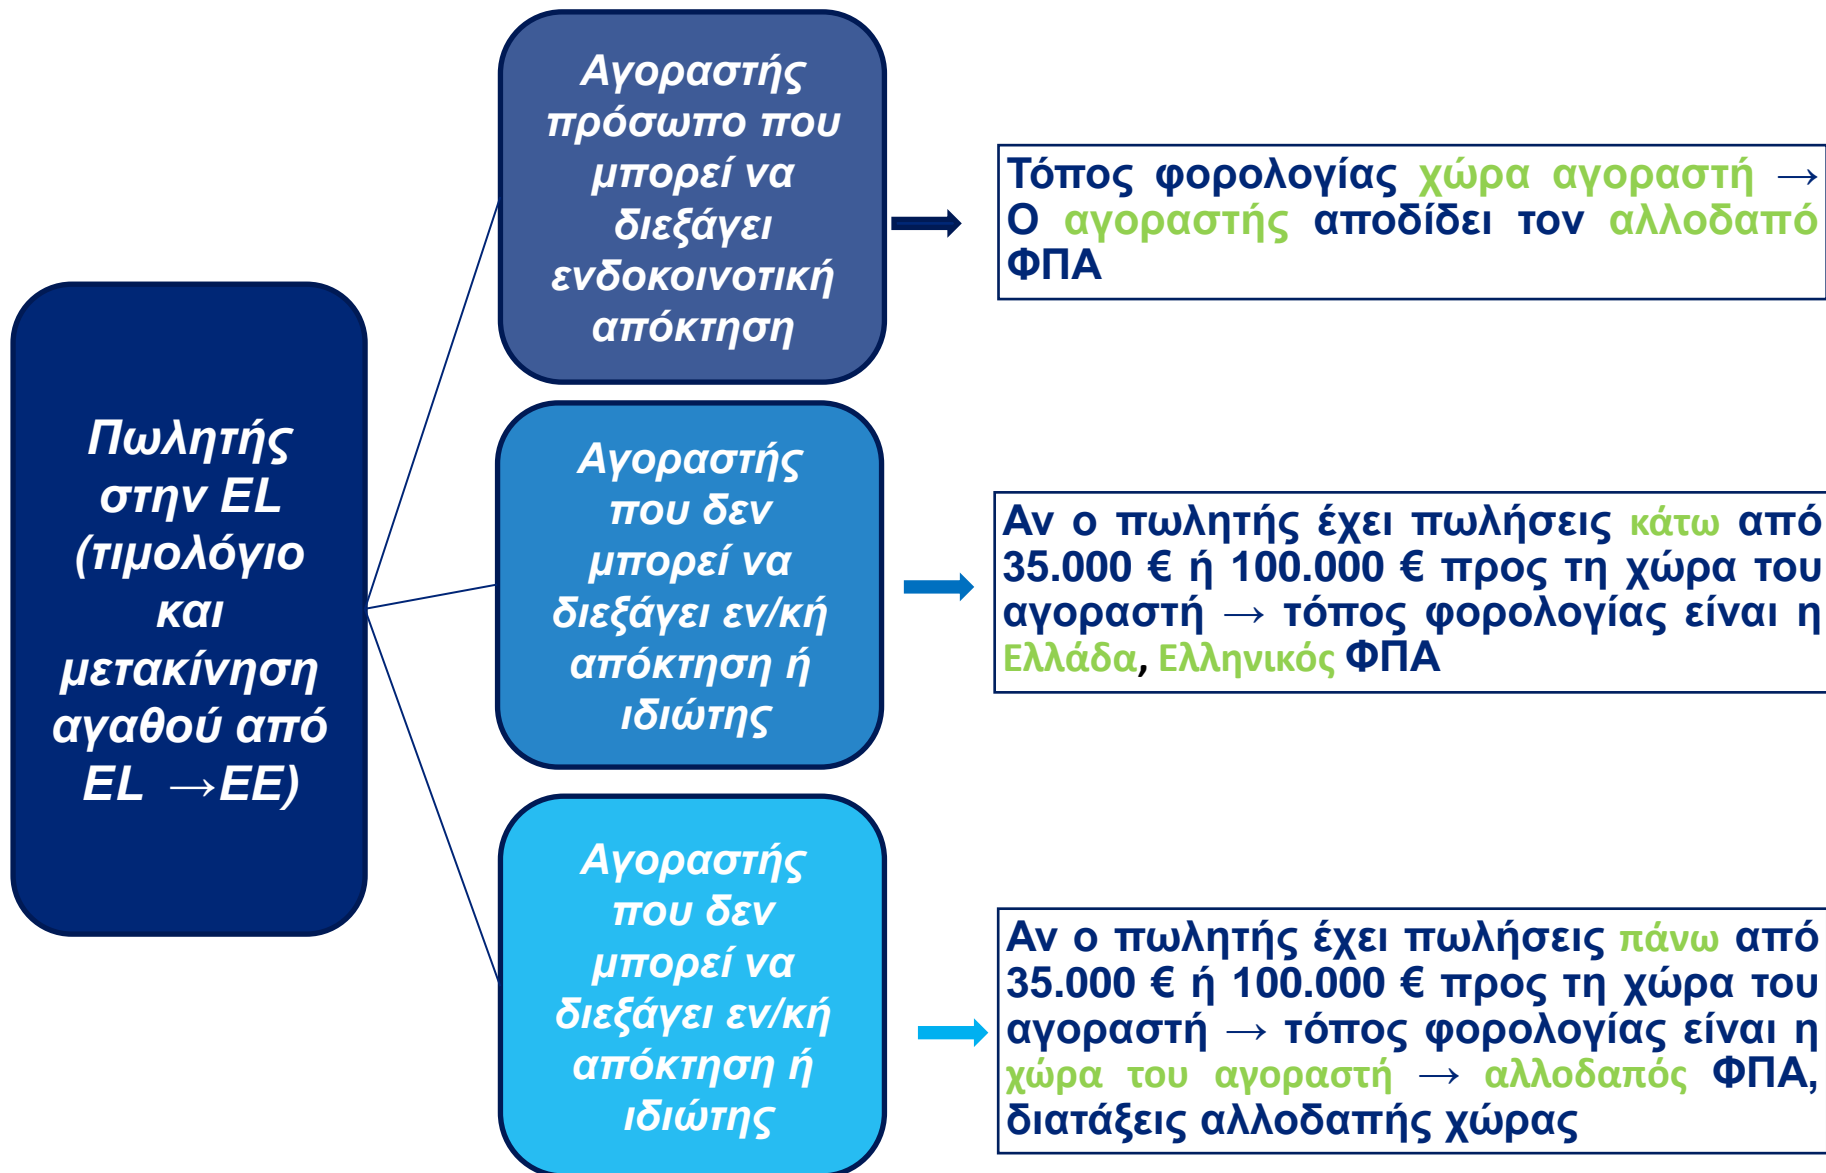 Πωλητής
στην EL
(τιμολόγιο
και
μετακίνηση
αγαθού από
EL →ΕΕ)
Αγοραστής
πρόσωπο που
μπορεί να
διεξάγει
ενδοκοινοτική
απόκτηση
Τόπος φορολογίας χώρα αγοραστή →
Ο αγοραστής αποδίδει τον αλλοδαπό
ΦΠΑ
Αγοραστής
που δεν
μπορεί να
διεξάγει εν/κή
απόκτηση ή
ιδιώτης
Αν ο πωλητής έχει πωλήσεις κάτω από
35.000 € ή 100.000 € προς τη χώρα του
αγοραστή → τόπος φορολογίας είναι η
Ελλάδα, Ελληνικός ΦΠΑ
Αγοραστής
που δεν
μπορεί να
διεξάγει εν/κή
απόκτηση ή
ιδιώτης
Αν ο πωλητής έχει πωλήσεις πάνω από
35.000 € ή 100.000 € προς τη χώρα του
αγοραστή → τόπος φορολογίας είναι η
χώρα του αγοραστή → αλλοδαπός ΦΠΑ,
διατάξεις αλλοδαπής χώρας